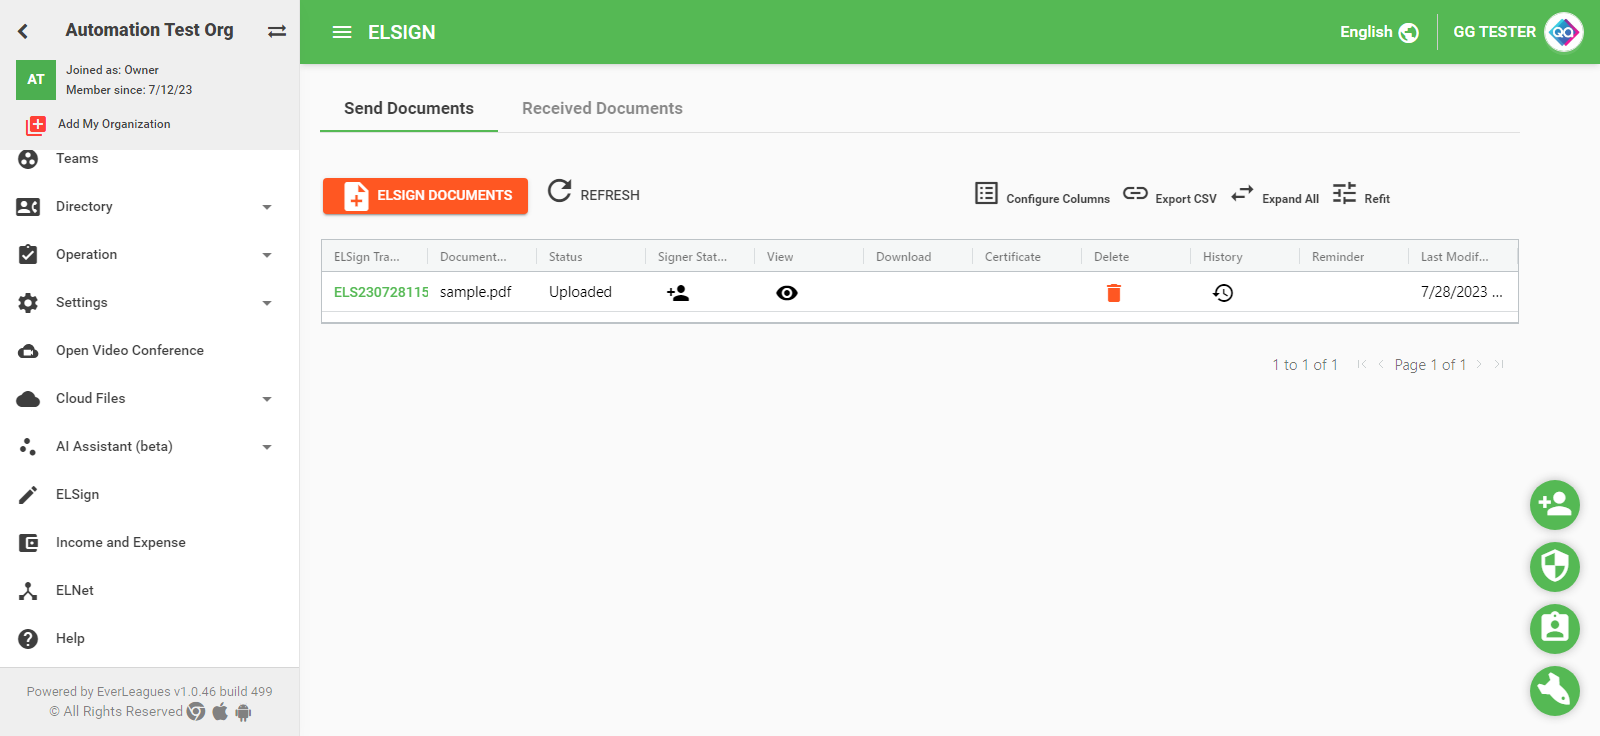 Automation Test Org
AT
Joined as: Owner
Member since: 7/12/23
Add My Organization
Teams
Directory
Operation
Settings
Open Video Conference
Cloud Files
AI Assistant (beta)
ELSign
Income and Expense
ELNet
Help
Powered by EverLeagues v1.0.46 build 499
© All Rights Reserved
ELSIGN
English
GG TESTER
QA
Send Documents
Received Documents
ELSIGN DOCUMENTS
REFRESH
Configure Columns
Export CSV
Expand All
Refit
ELSign Tra... Document... Status Signer Stat... View Download Certificate Delete History Reminder Last Modif...
ELS230728115 sample.pdf Uploaded 7/28/2023 ...
1 to 1 of 1 Page 1 of 1